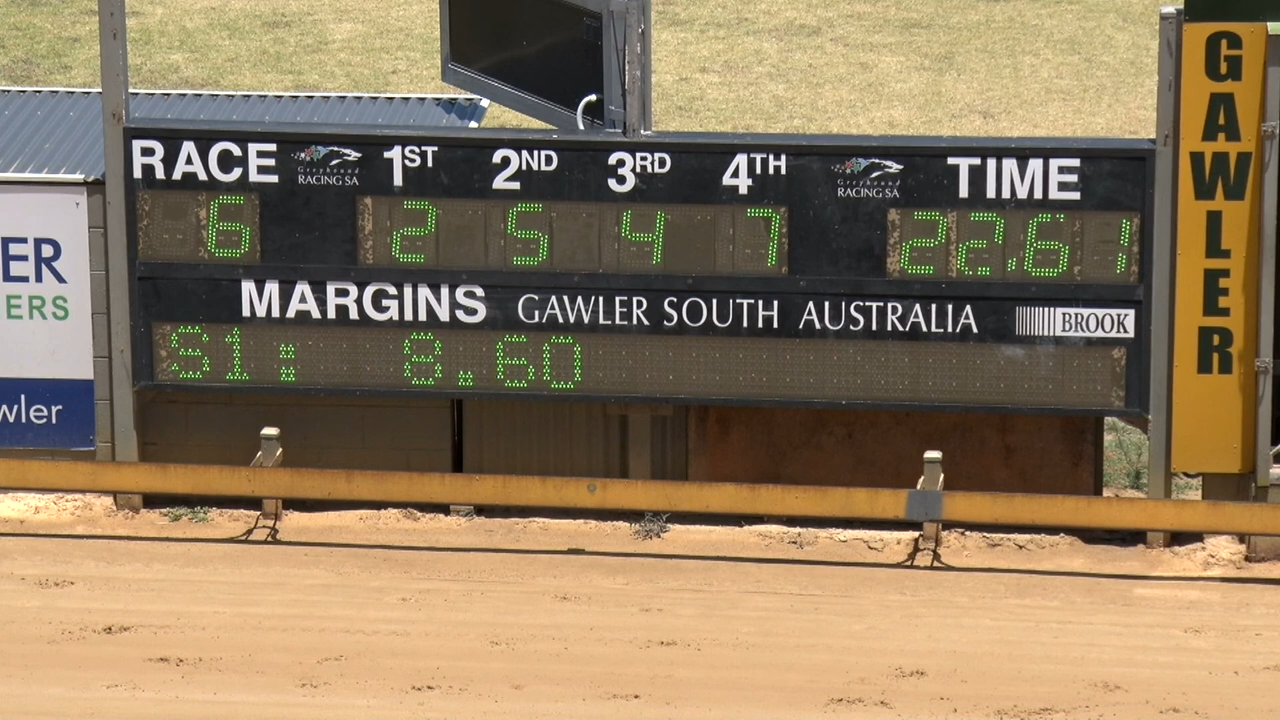 RACE 1ST 2ND 3RD 4TH TIME
Greyhound RACING SA
Greyhound RACING SA
6 2 5 4 7 22.61
MARGINS GAWLER SOUTH AUSTRALIA BROOK
S1: 8.60
GAWLER
ER
ERS
wler